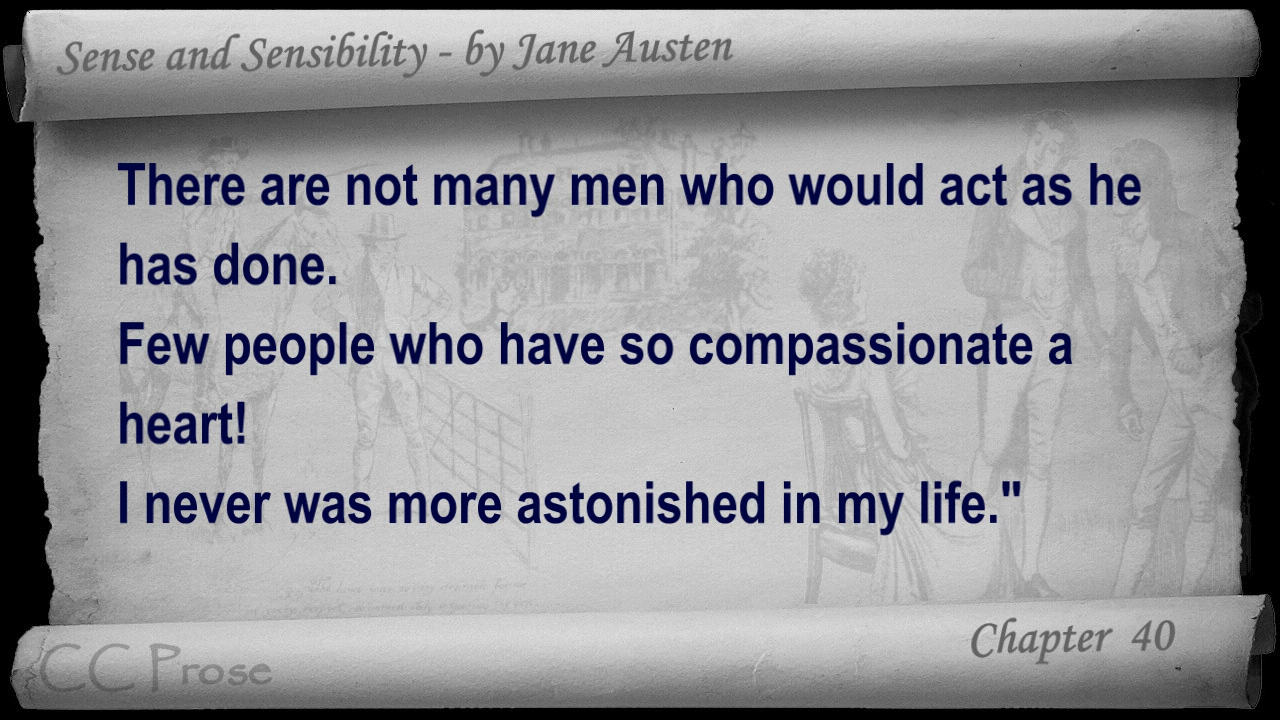 Sense and Sensibility - by Jane Austen
There are not many men who would act as he
has done.
Few people who have so compassionate a
heart!
I never was more astonished in my life."
Chapter 40
CC Prose